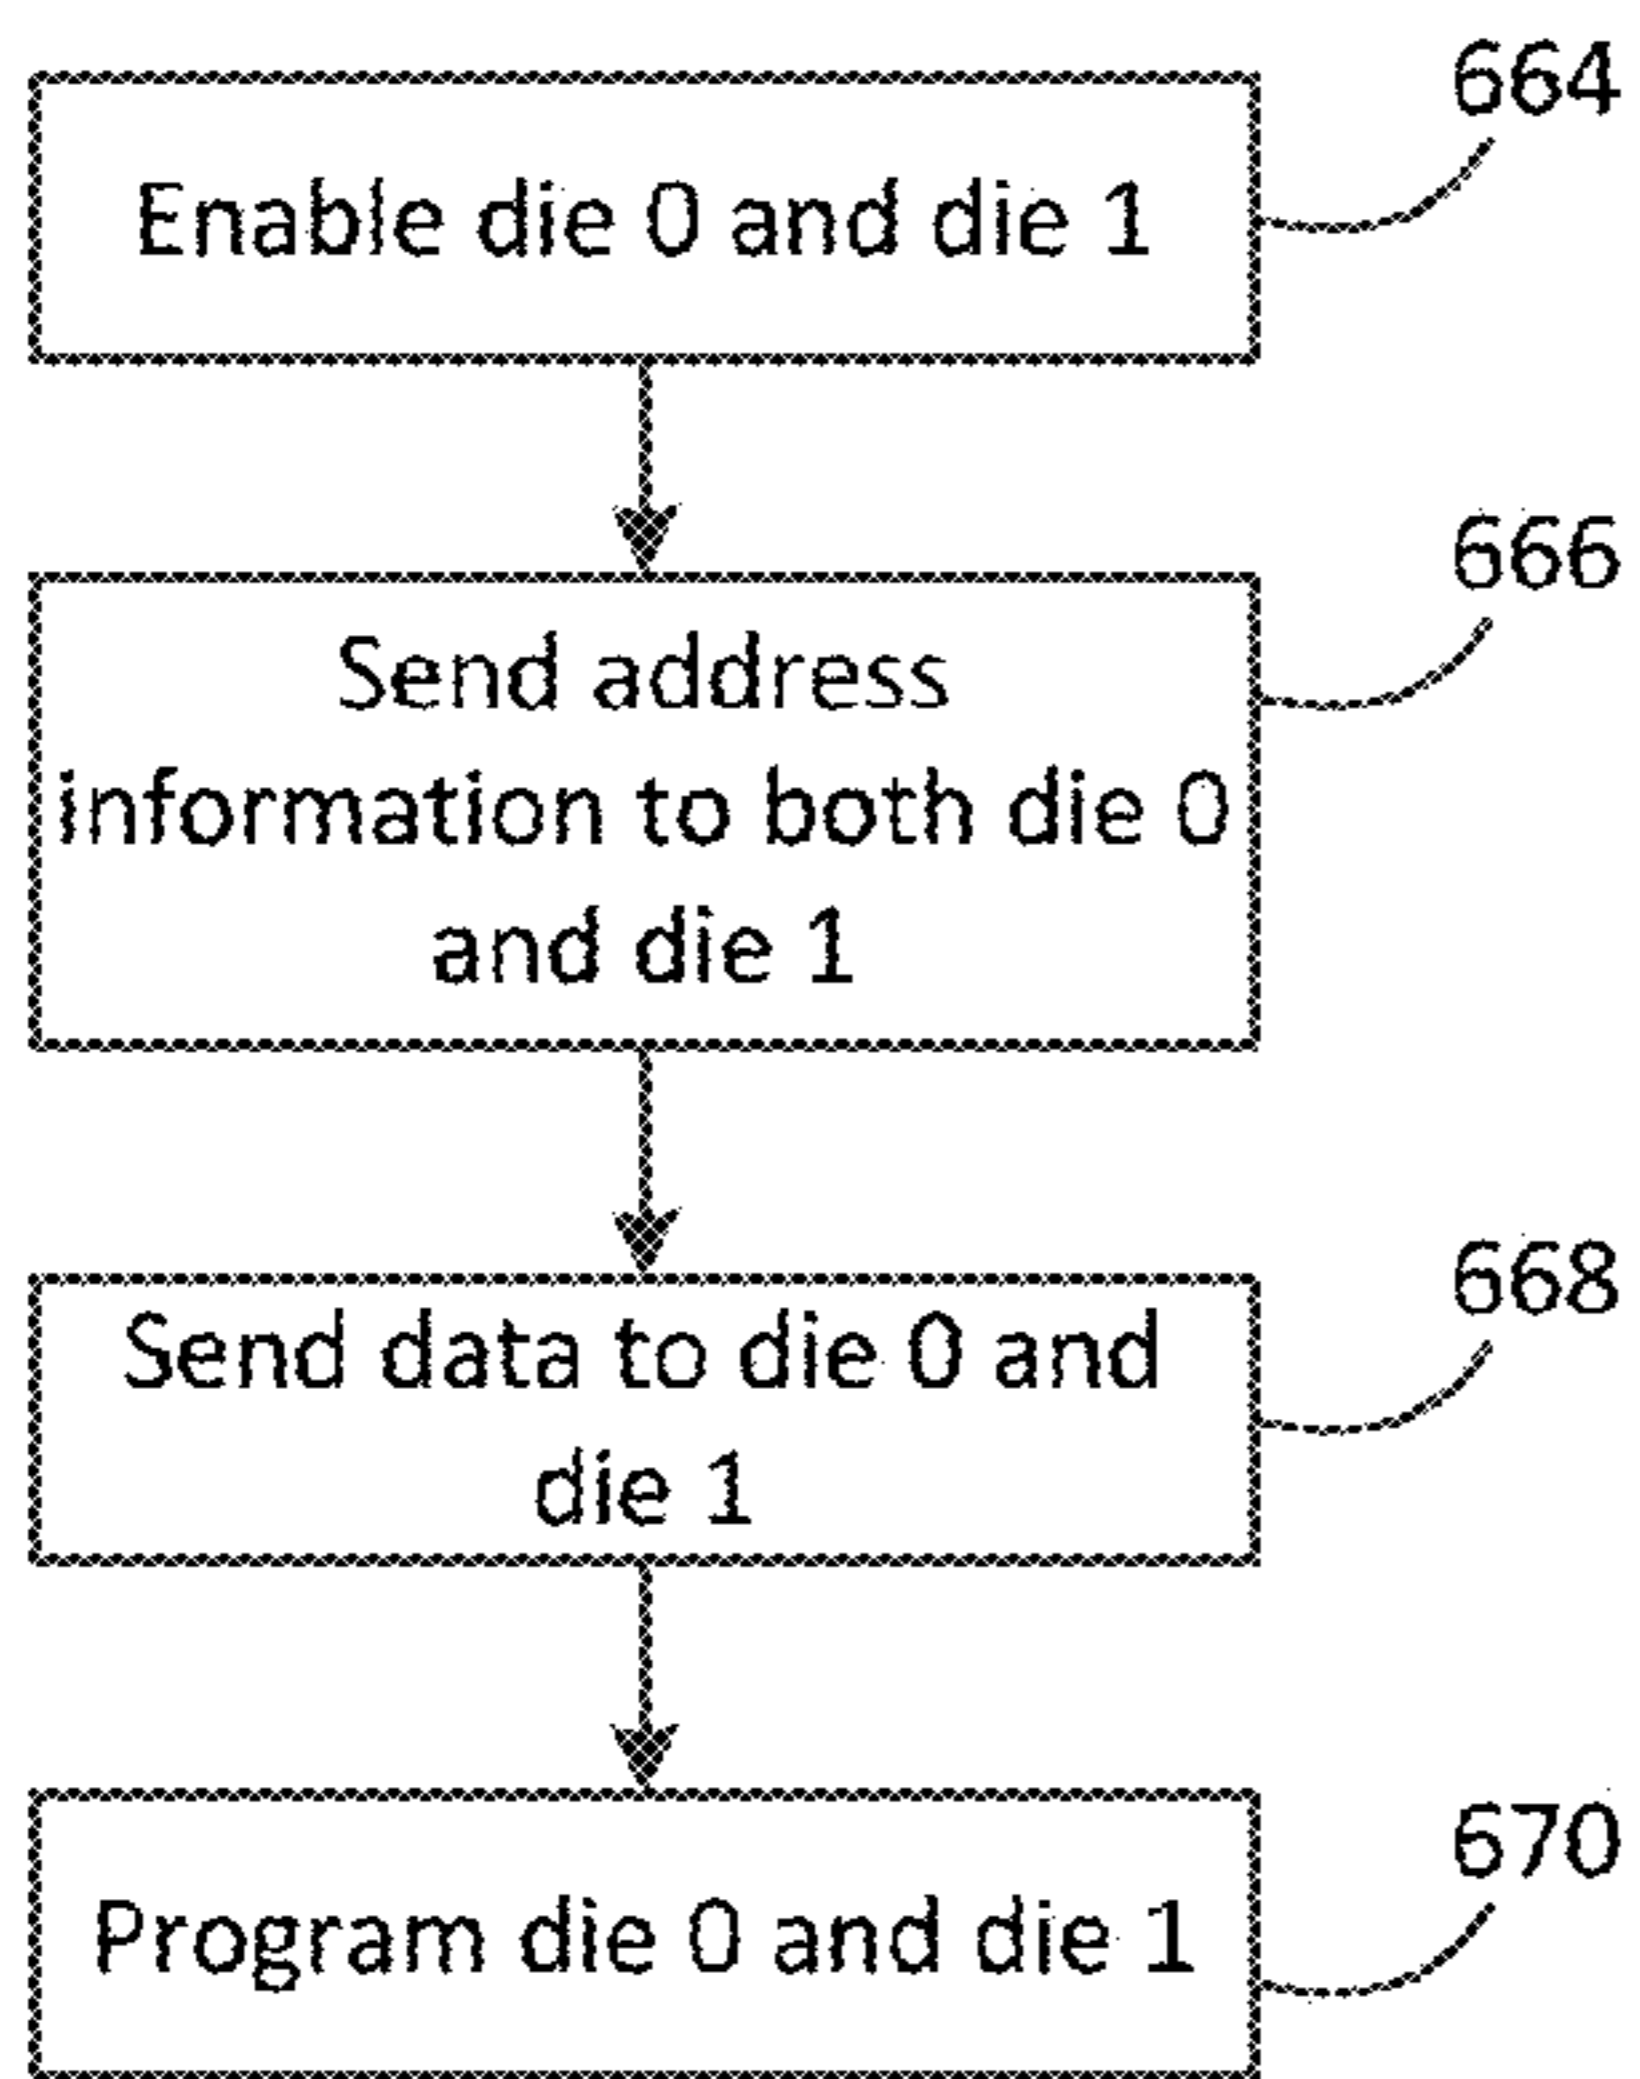 664
Enable die 0 and die 1
666
Send address
information to both die 0
and die 1
668
Send data to die 0 and
die 1
670
Program die 0 and die 1